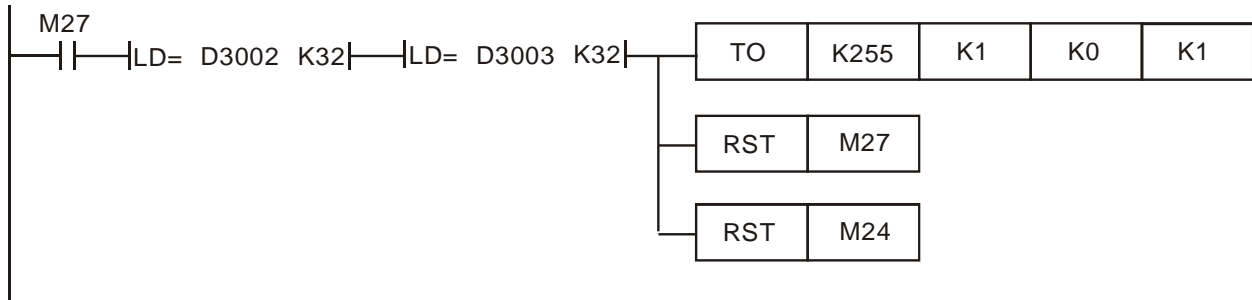 M27
LD= D3002 K32 LD= D3003 K32 TO K255 K1 K0 K1
RST M27
RST M24